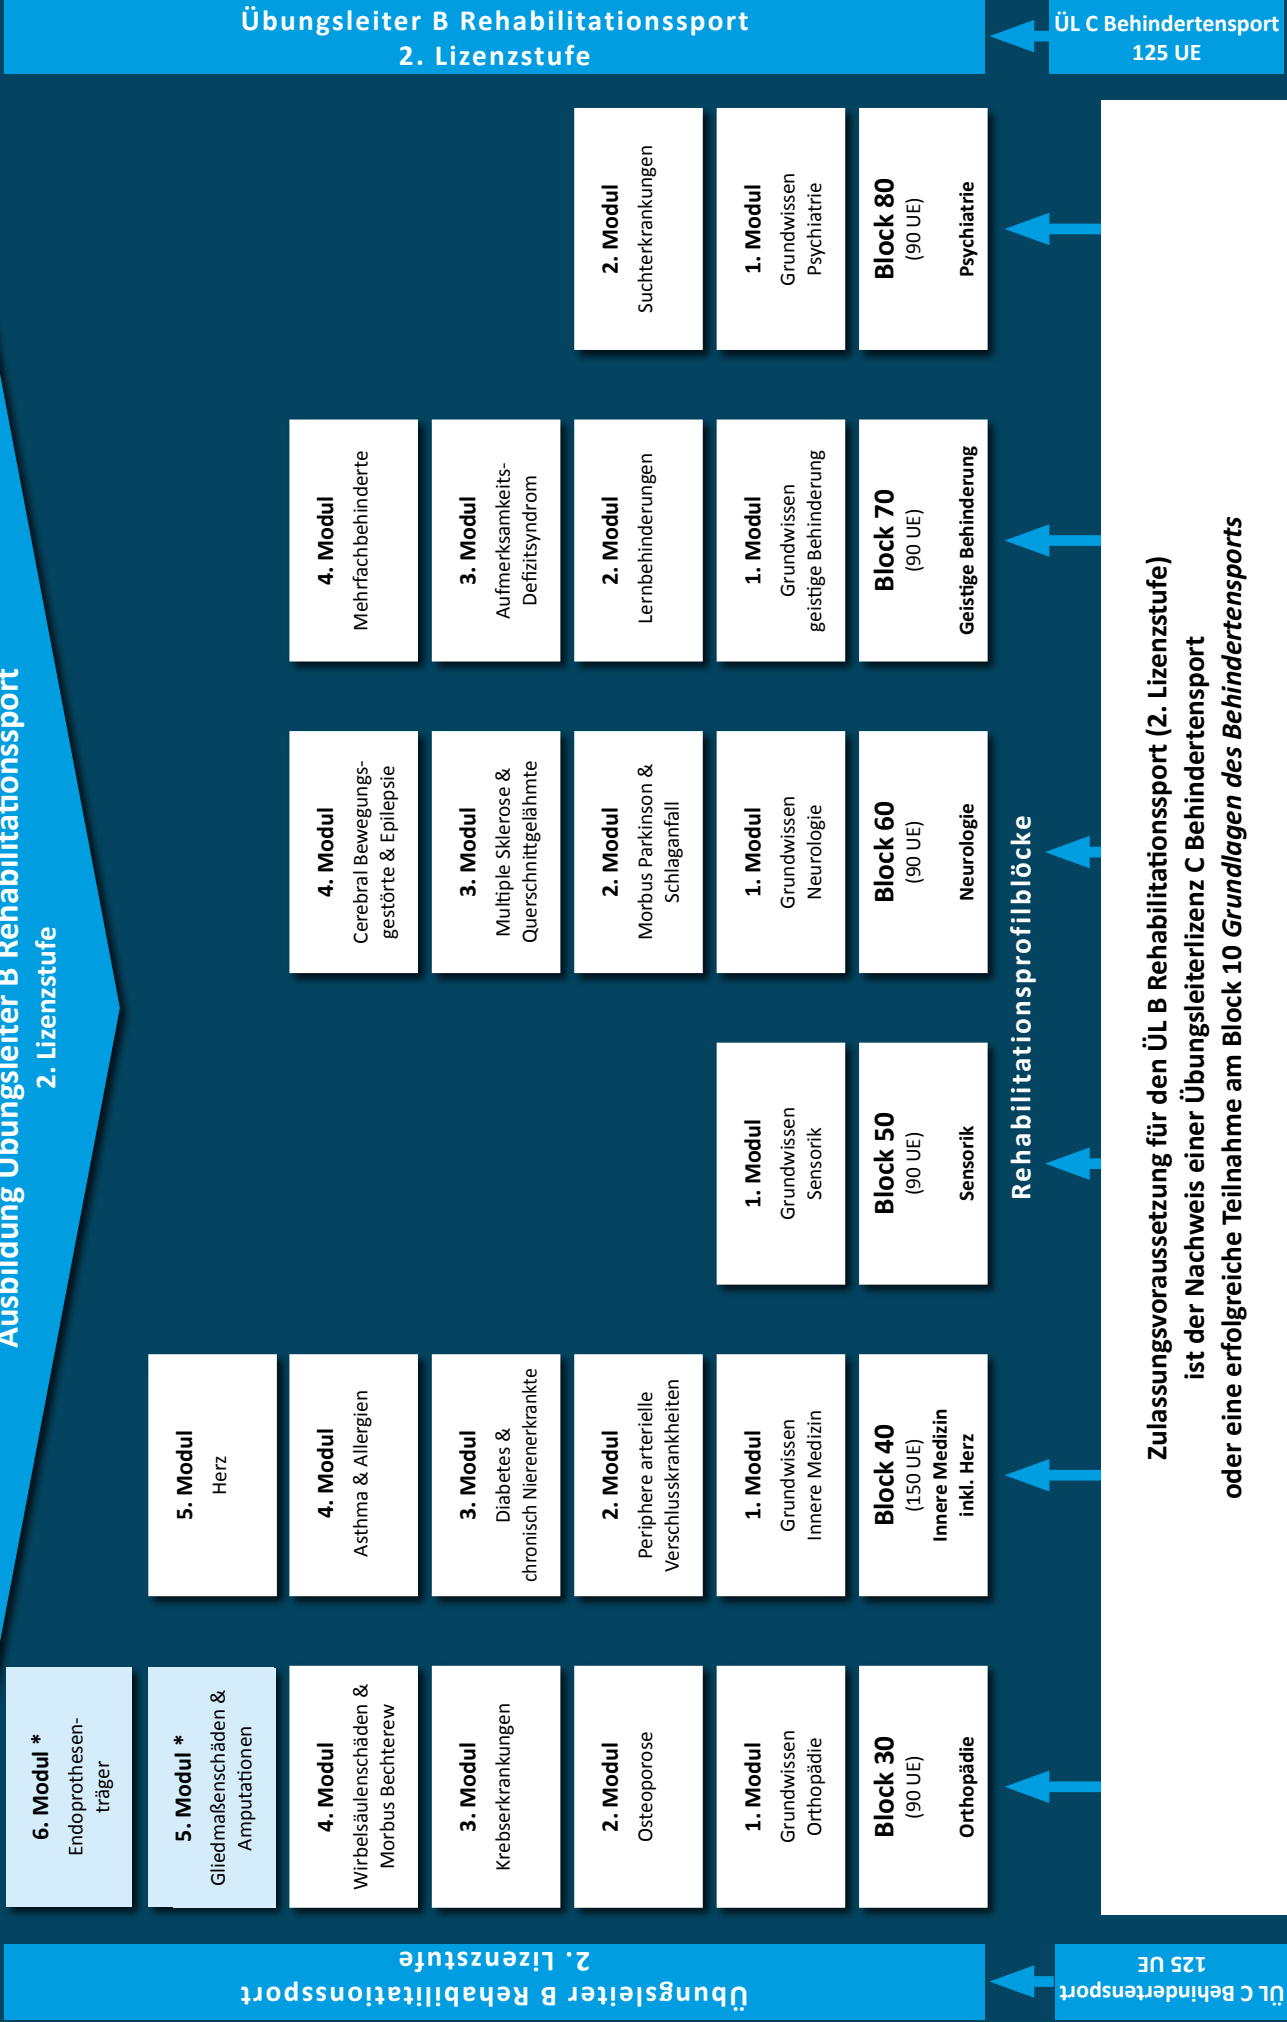 Ausbildung Übungsleiter B Rehabilitationssport
2. Lizenzstufe
Übungsleiter B Rehabilitationssport
2. Lizenzstufe
ÜL C Behindertensport
125 UE
6. Modul *
Endoprothesen-
träger
5. Modul *
Gliedmaßenschäden &
Amputationen
4. Modul
Wirbelsäulenschäden &
Morbus Bechterew
3. Modul
Krebserkrankungen
2. Modul
Osteoporose
1. Modul
Grundwissen
Orthopädie
Block 30
(90 UE)
Orthopädie
5. Modul
Herz
4. Modul
Asthma & Allergien
3. Modul
Diabetes &
chronisch Nierenerkrankte
2. Modul
Periphere arterielle
Verschlusskrankheiten
1. Modul
Grundwissen
Innere Medizin
Block 40
(150 UE)
Innere Medizin
inkl. Herz
1. Modul
Grundwissen
Sensorik
Block 50
(90 UE)
Sensorik
4. Modul
Cerebral Bewegungs-
gestörte & Epilepsie
3. Modul
Multiple Sklerose &
Querschnittgelähmte
2. Modul
Morbus Parkinson &
Schlaganfall
1. Modul
Grundwissen
Neurologie
Block 60
(90 UE)
Neurologie
4. Modul
Mehrfachbehinderte
3. Modul
Aufmerksamkeits-
Defizitsyndrom
2. Modul
Lernbehinderungen
1. Modul
Grundwissen
geistige Behinderung
Block 70
(90 UE)
Geistige Behinderung
2. Modul
Suchterkrankungen
1. Modul
Grundwissen
Psychiatrie
Block 80
(90 UE)
Psychiatrie
Übungsleiter B Rehabilitationssport
2. Lizenzstufe
ÜL C Behindertensport
125 UE
Rehabilitationsprofilblöcke
Zulassungsvoraussetzung für den ÜL B Rehabilitationssport (2. Lizenzstufe)
ist der Nachweis einer Übungsleiterlizenz C Behindertensport
oder eine erfolgreiche Teilnahme am Block 10 Grundlagen des Behindertensports